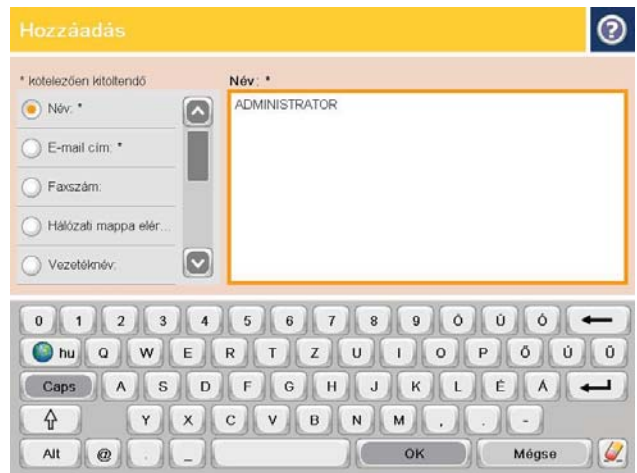 Hozzáadás
* kötelezően kitöltendő
Név: *
Név: *
ADMINISTRATOR
E-mail cím: *
Faxszám:
Hálózati mappa elér...
Vezetéknév:
0 1 2 3 4 5 6 7 8 9 Ö Ü Ó
hu Q W E R T Z U I O P Ő Ú Ű
Caps A S D F G H J K L É Á
Y X C V B N M , . -
Alt @ . _ OK Mégse